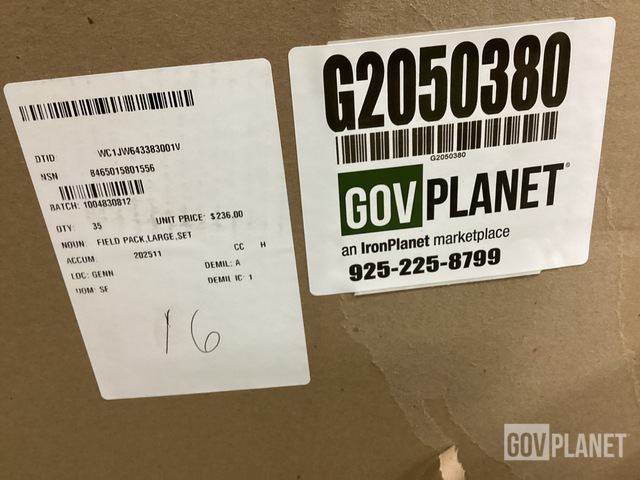 DTID WC1JW643383001V
NSN 8465015801556
BATCH: 1004830812
QTY: 35 UNIT PRICE: $236.00
NOUN: FIELD PACK,LARGE,SET
ACCUM: 202511 CC H
LOC: GENN DEMIL: A
UOM: SE DEMIL IC: 1
16
G2050380
G2050380
GOV PLANET®
an IronPlanet marketplace
925-225-8799
GOVPLANET